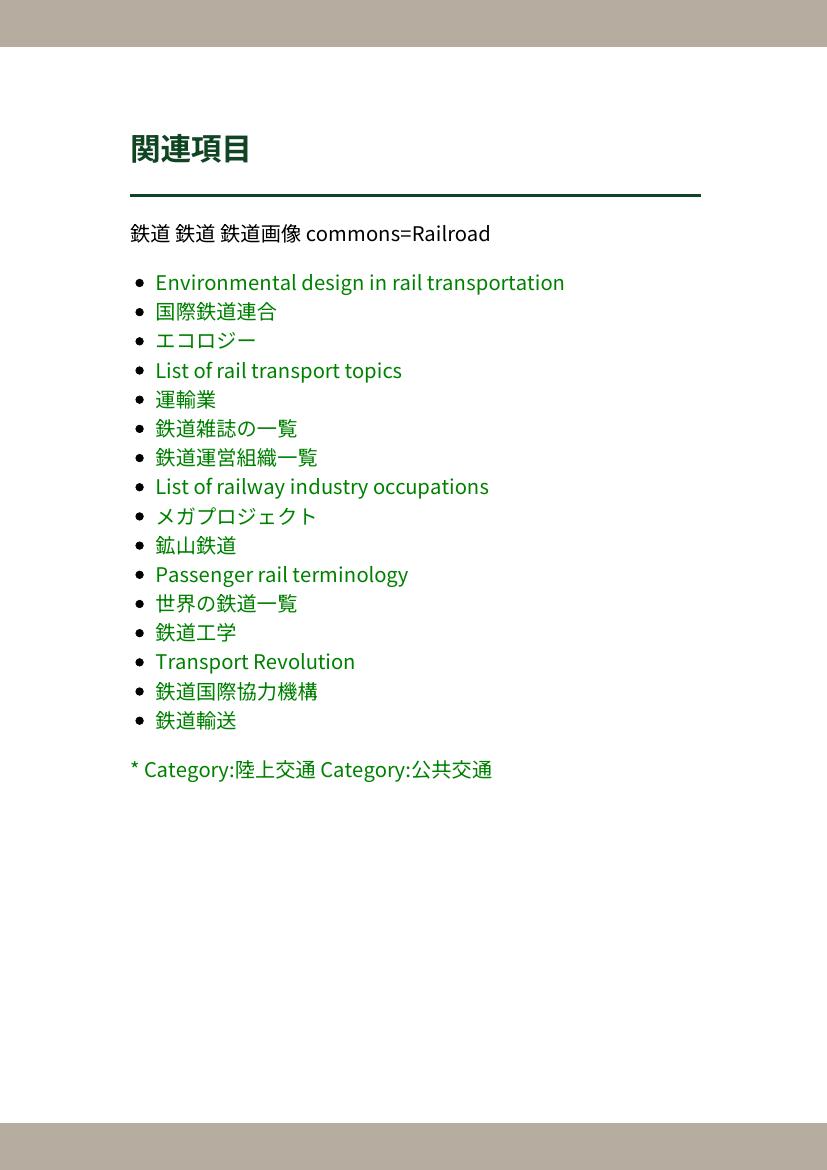 関連項目
鉄道 鉄道 鉄道画像 commons=Railroad
• Environmental design in rail transportation
• 国際鉄道連合
• エコロジー
• List of rail transport topics
• 運輸業
• 鉄道雑誌の一覧
• 鉄道運営組織一覧
• List of railway industry occupations
• メガプロジェクト
• 鉱山鉄道
• Passenger rail terminology
• 世界の鉄道一覧
• 鉄道工学
• Transport Revolution
• 鉄道国際協力機構
• 鉄道輸送
* Category:陸上交通 Category:公共交通